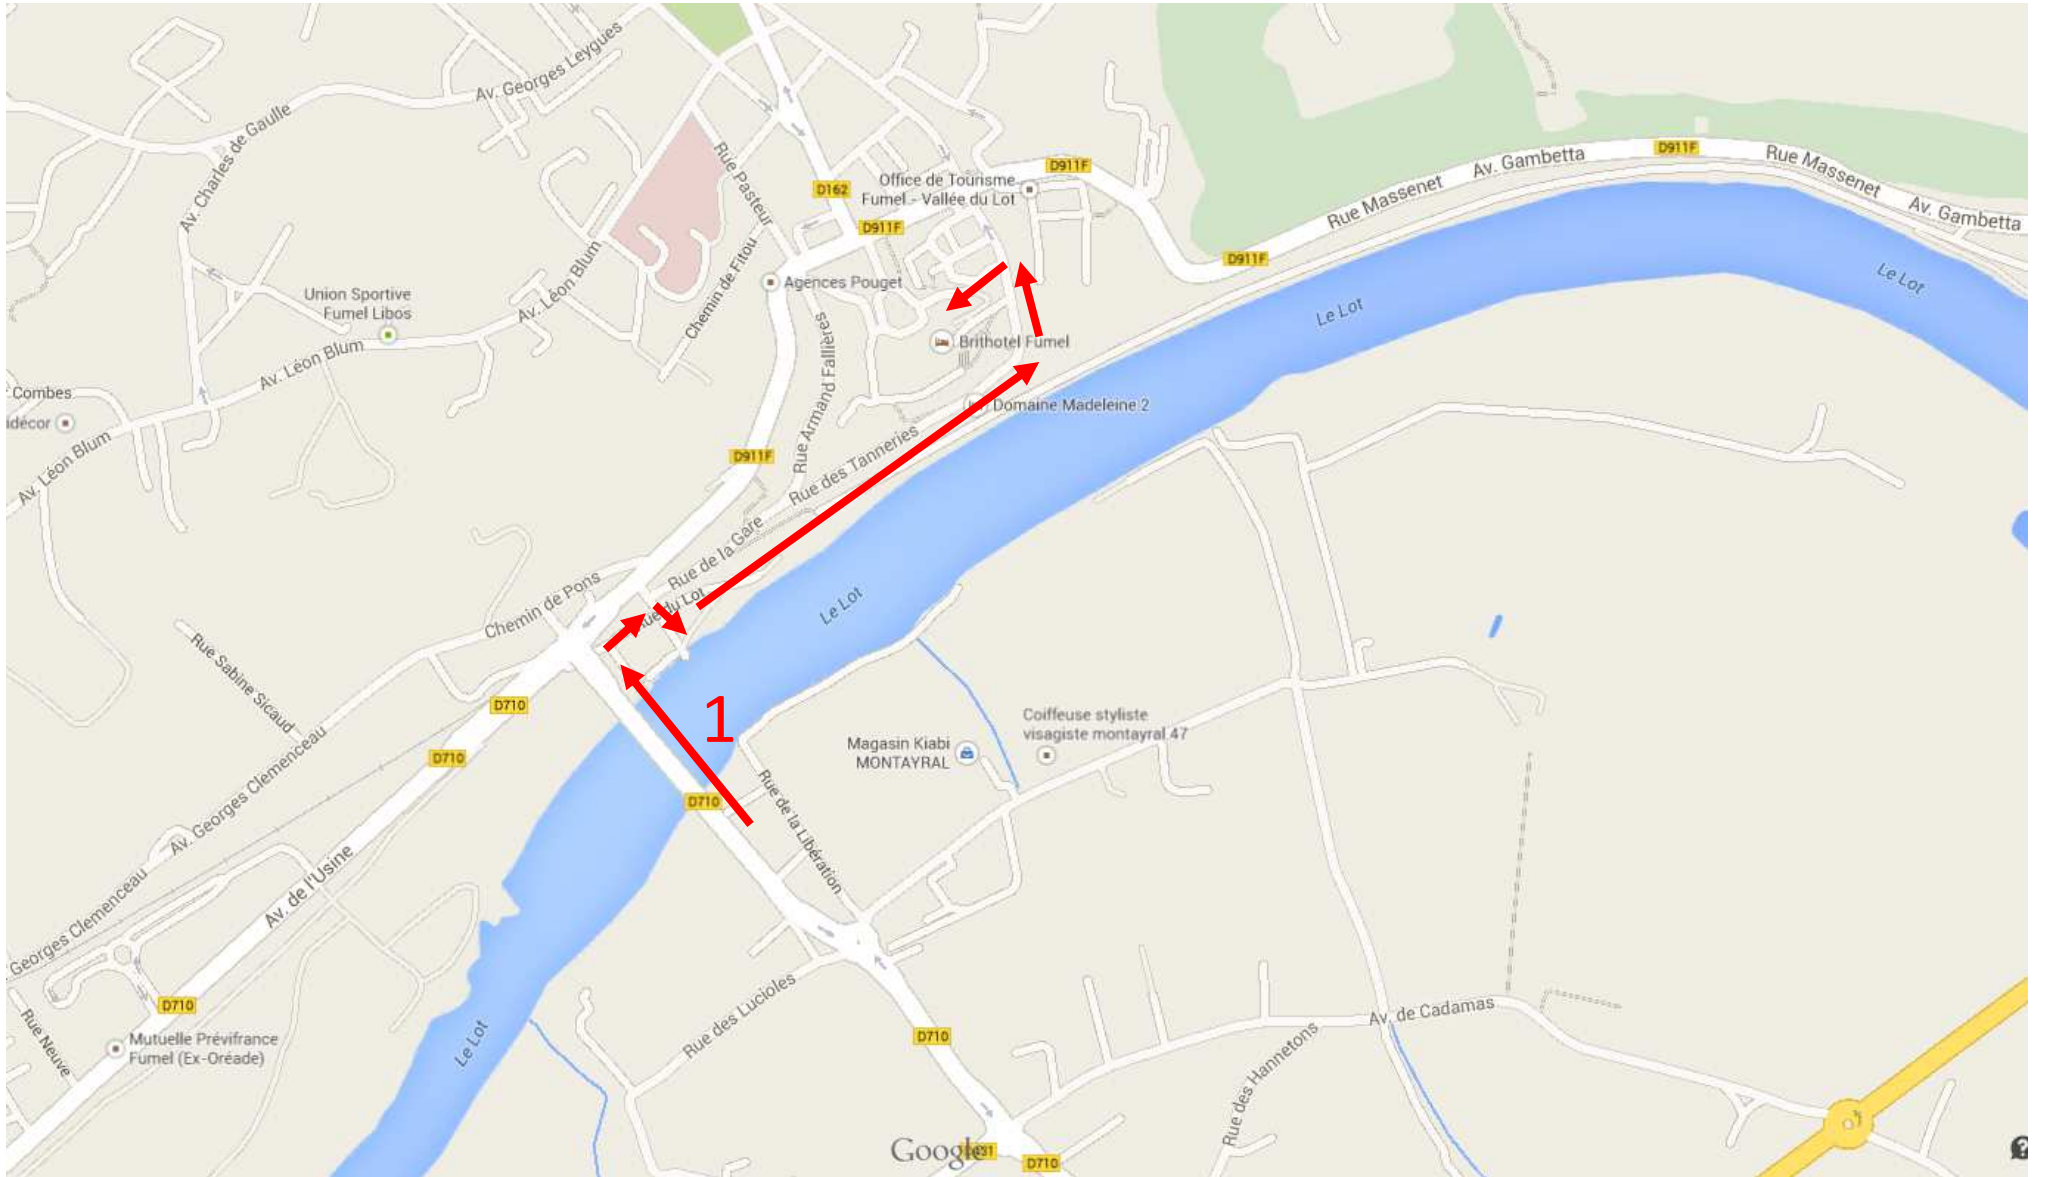 Av. Georges Leygues
Av. Charles de Gaulle
Rue Pasteur
D162
Office de Tourisme
Fumel - Vallée du Lot
D911F
D911F
Rue Massenet
Av. Gambetta
D911F
Rue Massenet
Av. Gambetta
D911F
Le Lot
Le Lot
Chemin de Fitou
Agences Pouget
Union Sportive
Fumel Libos
Av. Léon Blum
Av. Léon Blum
Av. Léon Blum
Brithotel Fumel
Rue Armand Fallières
Domaine Madeleine 2
Combes
idécor
D911F
Rue des Tanneries
Rue de la Gare
Rue du Lot
Chemin de Pons
Le Lot
Rue Sabine Sicaud
D710
1
D710
Coiffeuse styliste
visagiste montayral 47
Magasin Kiabi
MONTAYRAL
D710
Rue de la Libération
Av. Georges Clemenceau
Av. de l'Usine
Georges Clemenceau
D710
Rue Neuve
Mutuelle Prévifrance
Fumel (Ex-Oréade)
Le Lot
Rue des Lucioles
D710
Av. de Cadamas
Rue des Hannetons
Google
D710